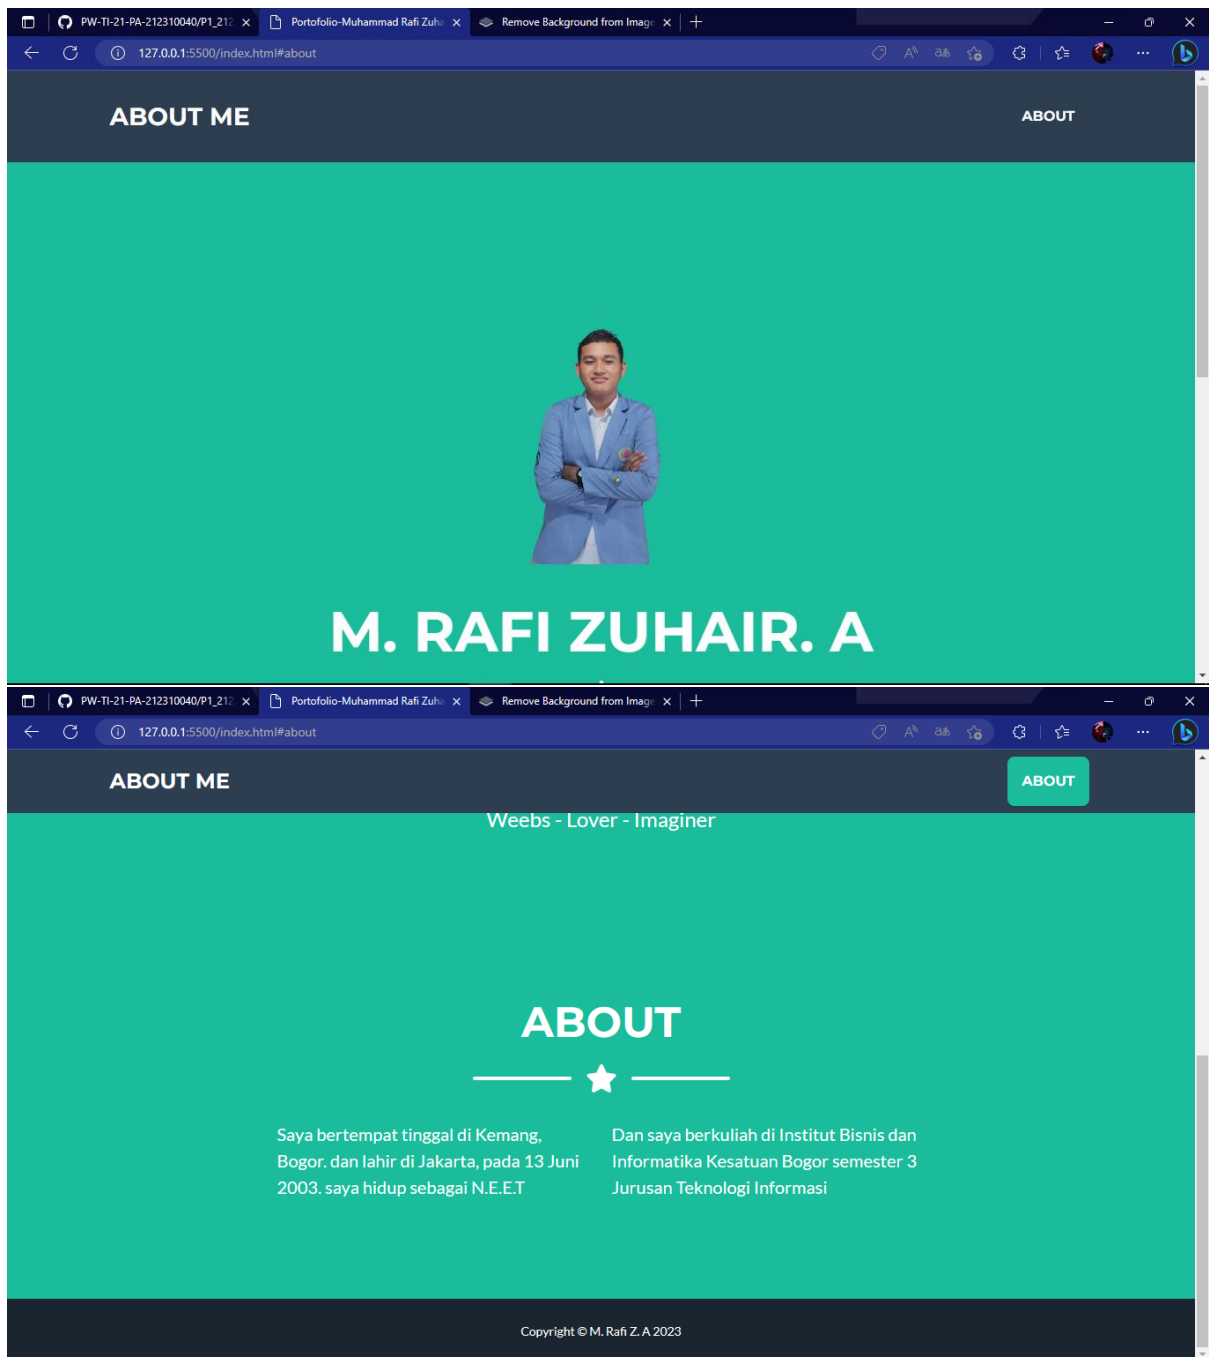 PW-TI-21-PA-212310040/P1_212
Portofolio-Muhammad Rafi Zuha
Remove Background from Image
127.0.0.1:5500/index.html#about
ABOUT ME
ABOUT
M. RAFI ZUHAIR. A
PW-TI-21-PA-212310040/P1_212
Portofolio-Muhammad Rafi Zuha
Remove Background from Image
127.0.0.1:5500/index.html#about
ABOUT ME
ABOUT
Weebs - Lover - Imaginer
ABOUT
Saya bertempat tinggal di Kemang,
Bogor. dan lahir di Jakarta, pada 13 Juni
2003. saya hidup sebagai N.E.E.T
Dan saya berkuliah di Institut Bisnis dan
Informatika Kesatuan Bogor semester 3
Jurusan Teknologi Informasi
Copyright © M. Rafi Z. A 2023